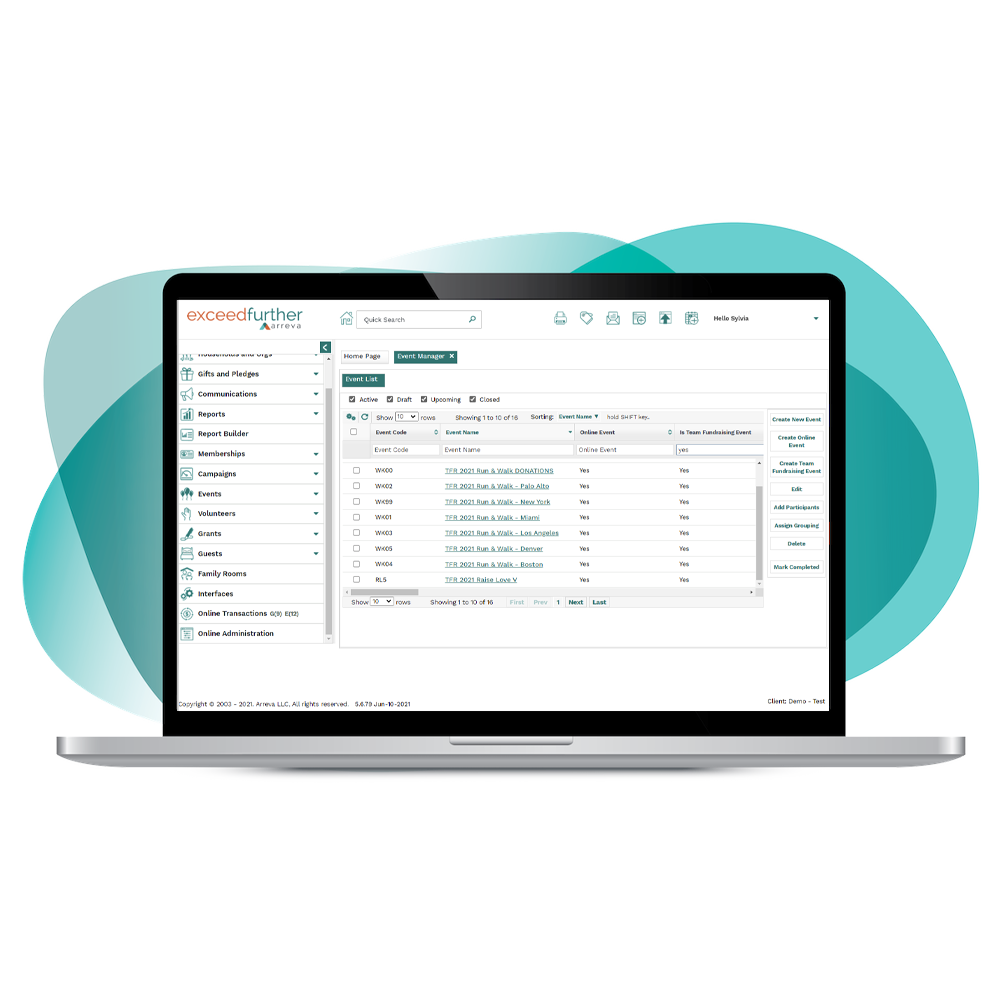 exceedfurther
arreva
Quick Search
Hello Sylvia
Households and Orgs
Gifts and Pledges
Communications
Reports
Report Builder
Memberships
Campaigns
Events
Volunteers
Grants
Guests
Family Rooms
Interfaces
Online Transactions G(9) E(12)
Online Administration
Home Page
Event Manager ✕
Event List
Active Draft Upcoming Closed
Show 10 rows Showing 1 to 10 of 16 Sorting: Event Name ▼ hold SHIFT key.
Event Code Event Name Online Event Is Team Fundraising Event
Event Code Event Name Online Event yes
WK00 TFR 2021 Run & Walk DONATIONS Yes Yes
WK02 TFR 2021 Run & Walk - Palo Alto Yes Yes
WK99 TFR 2021 Run & Walk - New York Yes Yes
WK01 TFR 2021 Run & Walk - Miami Yes Yes
WK03 TFR 2021 Run & Walk - Los Angeles Yes Yes
WK05 TFR 2021 Run & Walk - Denver Yes Yes
WK04 TFR 2021 Run & Walk - Boston Yes Yes
RL5 TFR 2021 Raise Love V Yes Yes
Show 10 rows Showing 1 to 10 of 16 First Prev 1 Next Last
Create New Event
Create Online
Event
Create Team
Fundraising Event
Edit
Add Participants
Assign Grouping
Delete
Mark Completed
Copyright © 2003 - 2021. Arreva LLC, All rights reserved. 5.6.79 Jun-10-2021
Client: Demo - Test